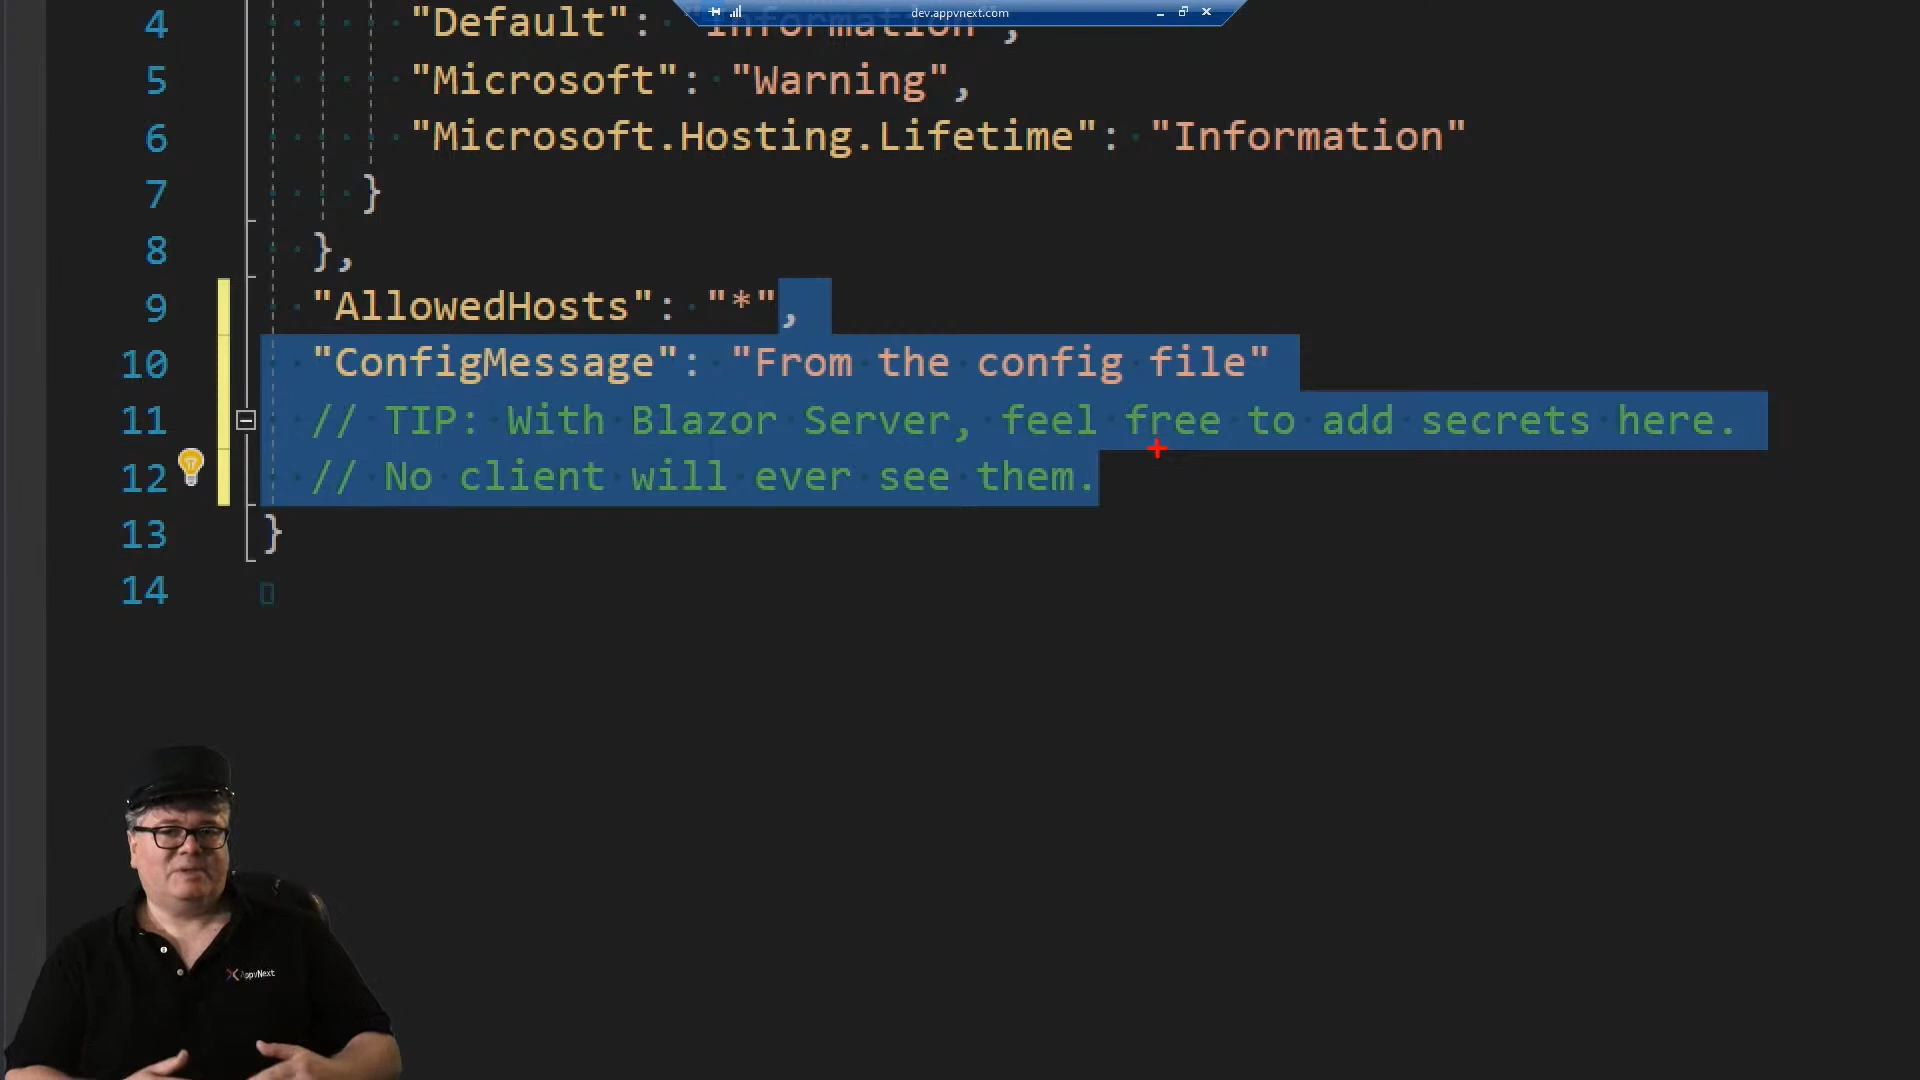 dev.appvnext.com
4 "Default": "Information",
5 "Microsoft": "Warning",
6 "Microsoft.Hosting.Lifetime": "Information"
7 }
8 },
9 "AllowedHosts": "*",
10 "ConfigMessage": "From the config file"
11 // TIP: With Blazor Server, feel free to add secrets here.
12 // No client will ever see them.
13 }
14
AppvNext